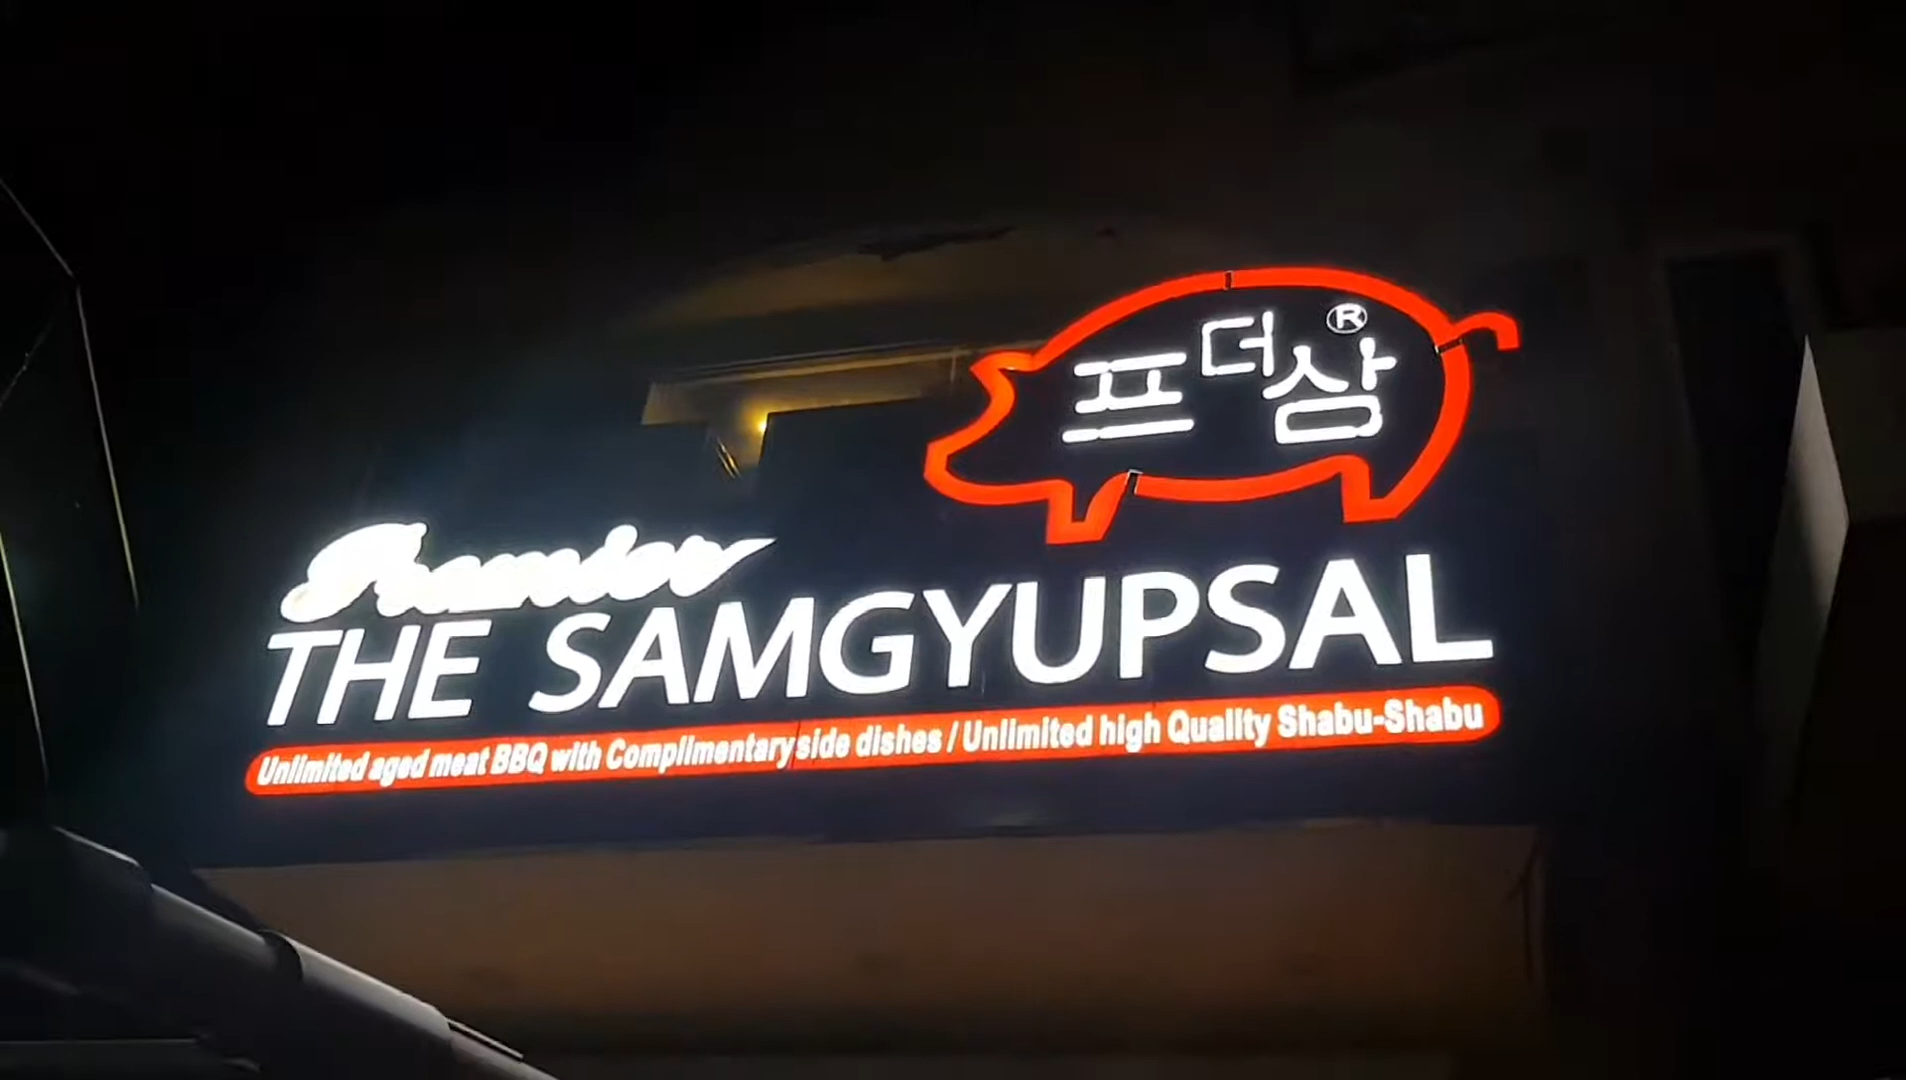 프더삼®
Premier
THE SAMGYUPSAL
Unlimited aged meat BBQ with Complimentary side dishes / Unlimited high Quality Shabu-Shabu